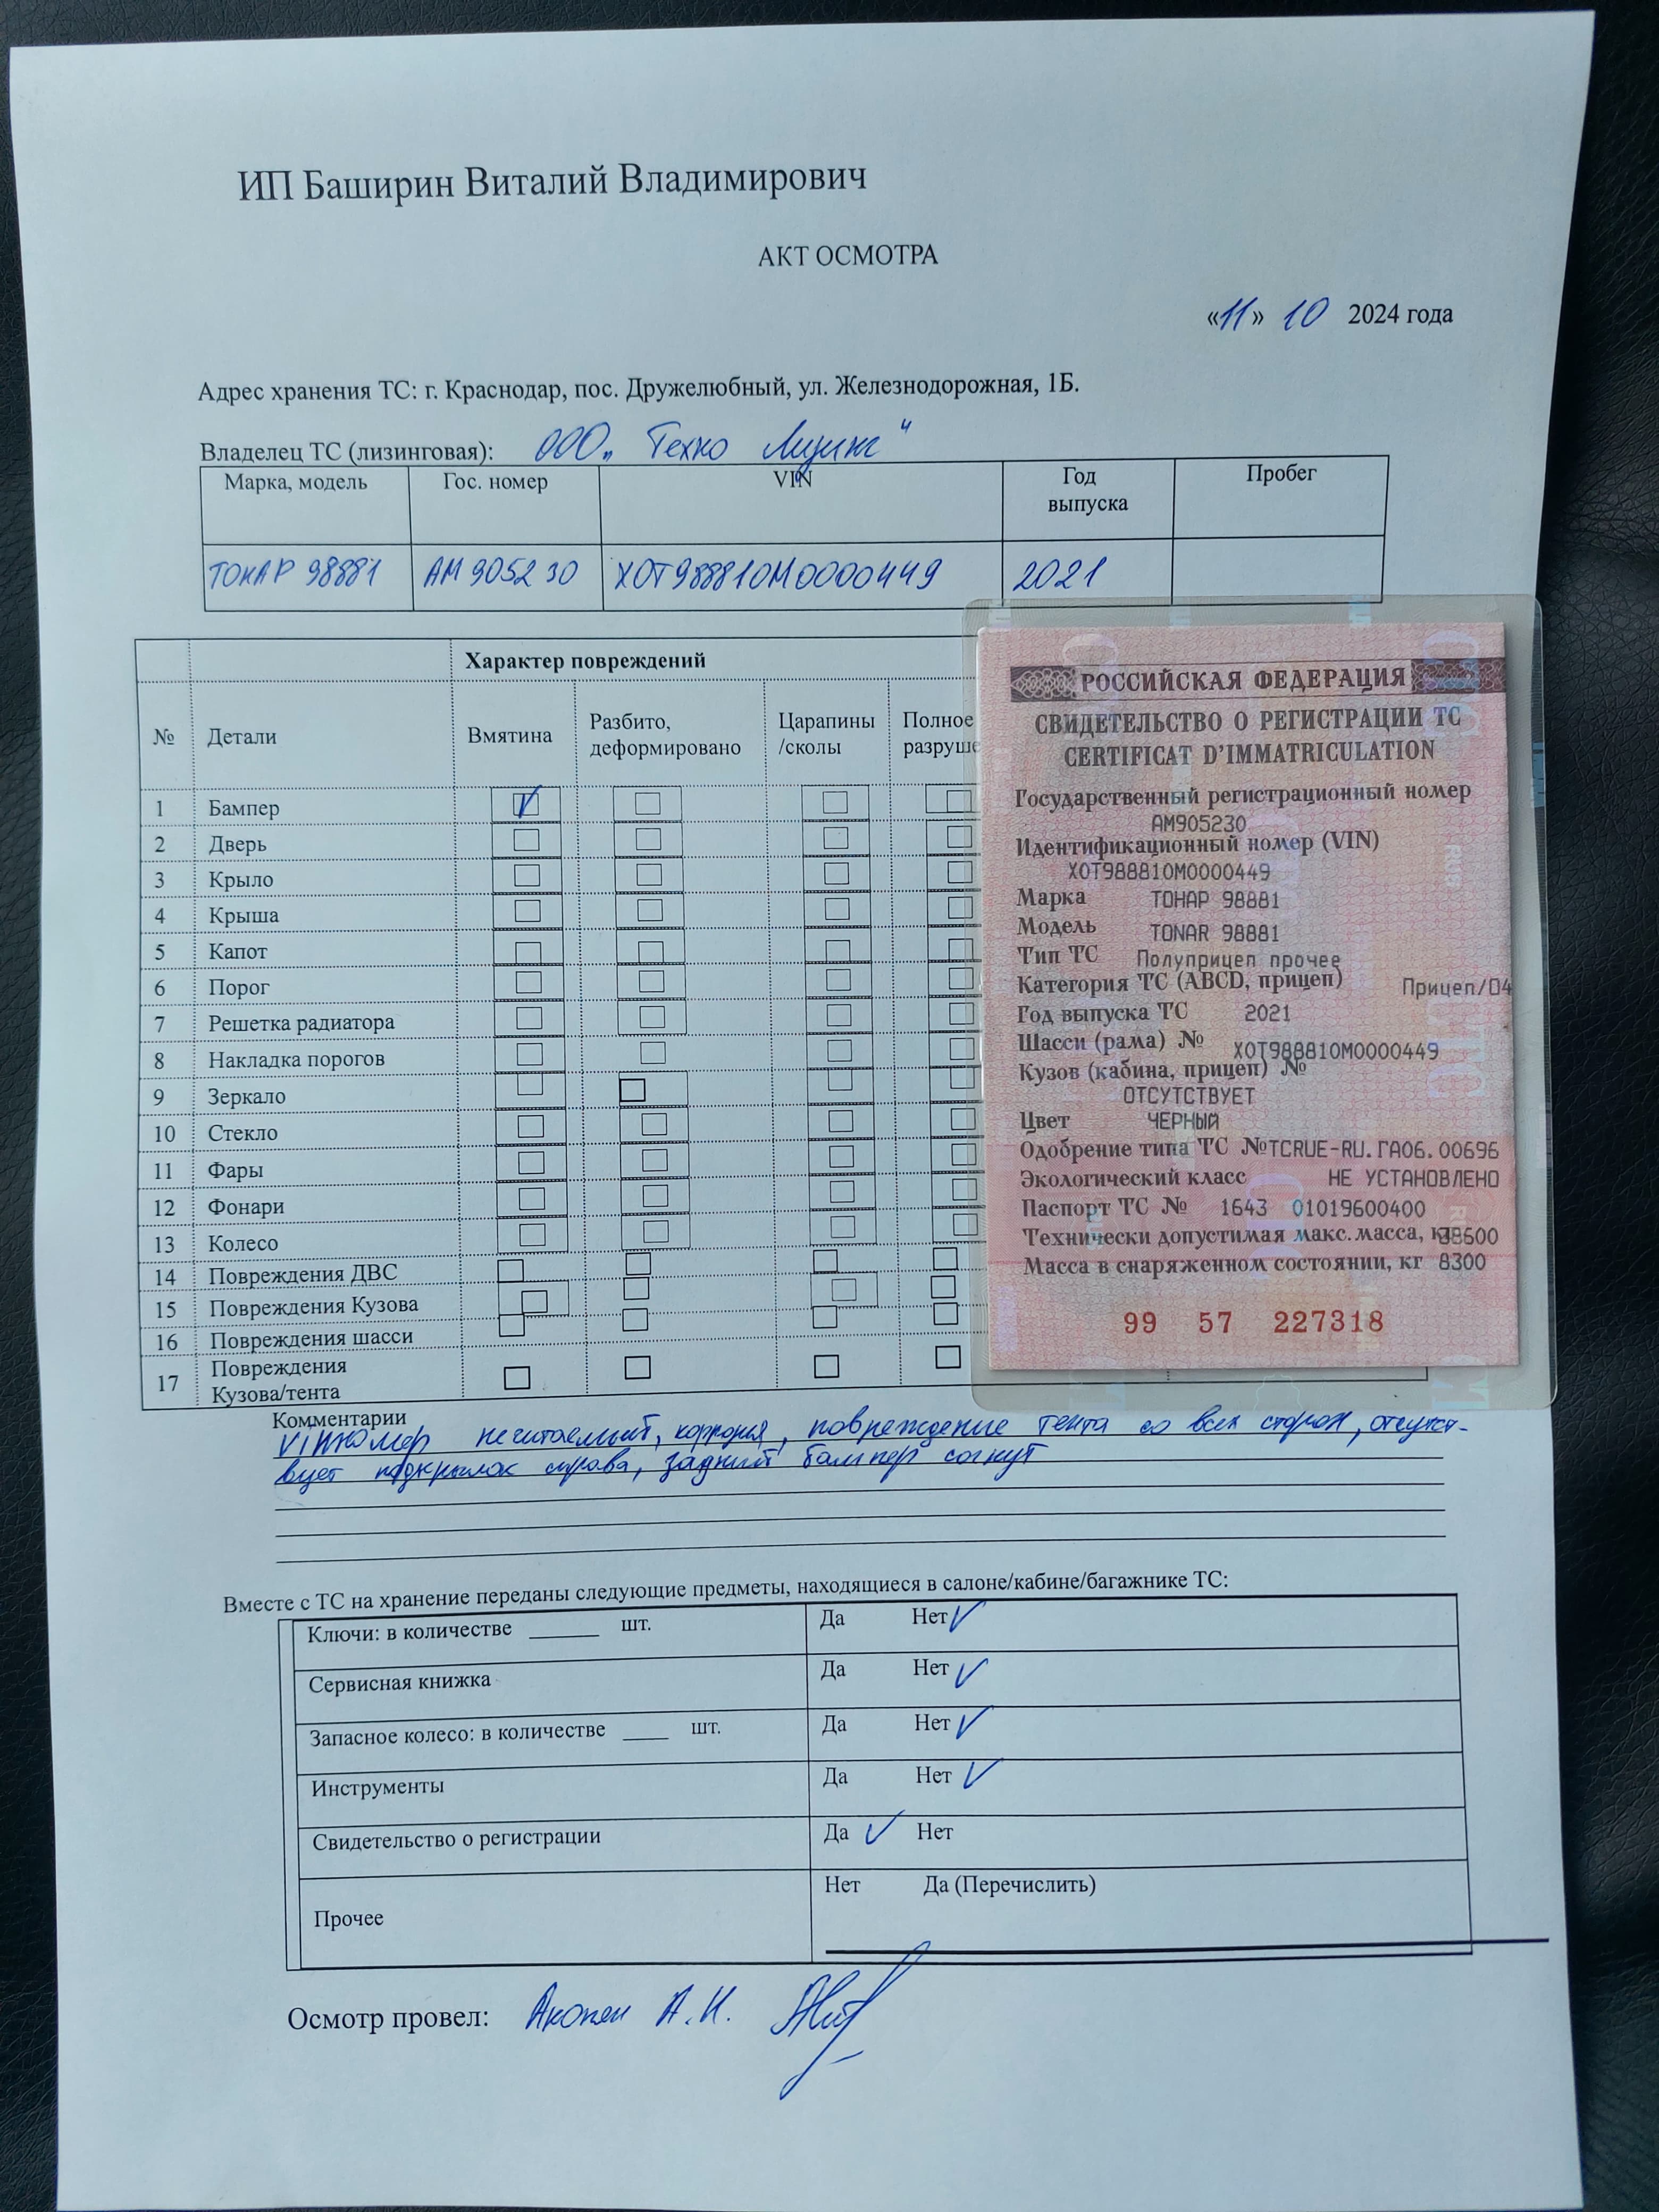 ИП Баширин Виталий Владимирович
АКТ ОСМОТРА
«11» 10 2024 года
Адрес хранения ТС: г. Краснодар, пос. Дружелюбный, ул. Железнодорожная, 1Б.
Владелец ТС (лизинговая): ООО „Техно Лизинг"
Марка, модель Гос. номер VIN Год выпуска Пробег
ТОНАР 98881 АМ 9052 30 X0T988810M0000449 2021
Характер повреждений
№ Детали Вмятина Разбито, деформировано Царапины /сколы Полное разруше
1 Бампер ✓
2 Дверь
3 Крыло
4 Крыша
5 Капот
6 Порог
7 Решетка радиатора
8 Накладка порогов
9 Зеркало
10 Стекло
11 Фары
12 Фонари
13 Колесо
14 Повреждения ДВС
15 Повреждения Кузова
16 Повреждения шасси
17 Повреждения
Кузова/тента
РОССИЙСКАЯ ФЕДЕРАЦИЯ
СВИДЕТЕЛЬСТВО О РЕГИСТРАЦИИ ТС
CERTIFICAT D'IMMATRICULATION
Государственный регистрационный номер
АМ905230
Идентификационный номер (VIN)
X0T988810M0000449
Марка ТОНАР 98881
Модель TONAR 98881
Тип ТС Полуприцеп прочее
Категория ТС (ABCD, прицеп) Прицеп/O4
Год выпуска ТС 2021
Шасси (рама) № X0T988810M0000449
Кузов (кабина, прицеп) №
ОТСУТСТВУЕТ
Цвет ЧЕРНЫЙ
Одобрение типа ТС №TCRUE-RU.ГА06.00696
Экологический класс НЕ УСТАНОВЛЕНО
Паспорт ТС № 1643 01019600400
Технически допустимая макс.масса, кг 38600
Масса в снаряженном состоянии, кг 8300
99 57 227318
Комментарии
VIN номер нечитаемый, коррозия, повреждение тента со всех сторон, отсутст-
вует подкрылок справа, задний бампер согнут
Вместе с ТС на хранение переданы следующие предметы, находящиеся в салоне/кабине/багажнике ТС:
Ключи: в количестве ______ шт. Да Нет ✓
Сервисная книжка Да Нет ✓
Запасное колесо: в количестве ____ шт. Да Нет ✓
Инструменты Да Нет ✓
Свидетельство о регистрации Да ✓ Нет
Прочее Нет Да (Перечислить)
Осмотр провел: Акопян А.И.